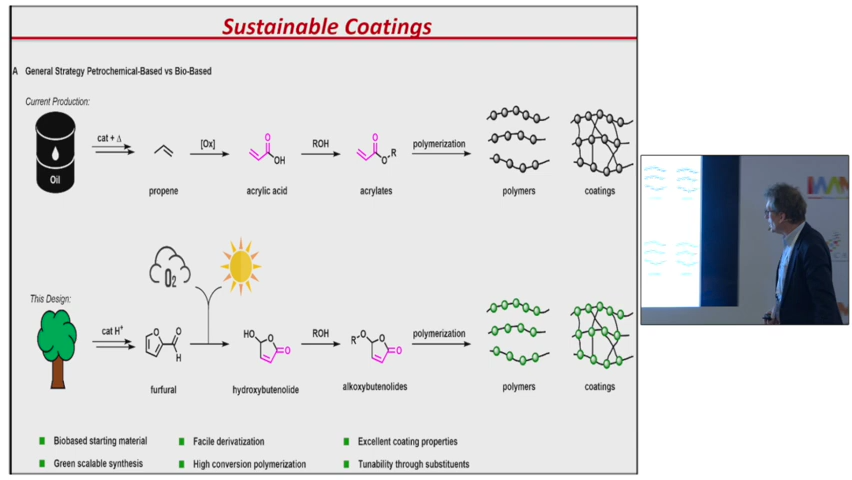 Sustainable Coatings
A General Strategy Petrochemical-Based vs Bio-Based
Current Production:
cat + Δ
[Ox]
ROH
polymerization
O
OH
O
O
R
Oil
propene
acrylic acid
acrylates
polymers
coatings
O2
This Design:
cat H+
ROH
polymerization
O
O
H
HO
O
O
R
O
O
O
furfural
hydroxybutenolide
alkoxybutenolides
polymers
coatings
Biobased starting material
Facile derivatization
Excellent coating properties
Green scalable synthesis
High conversion polymerization
Tunability through substituents